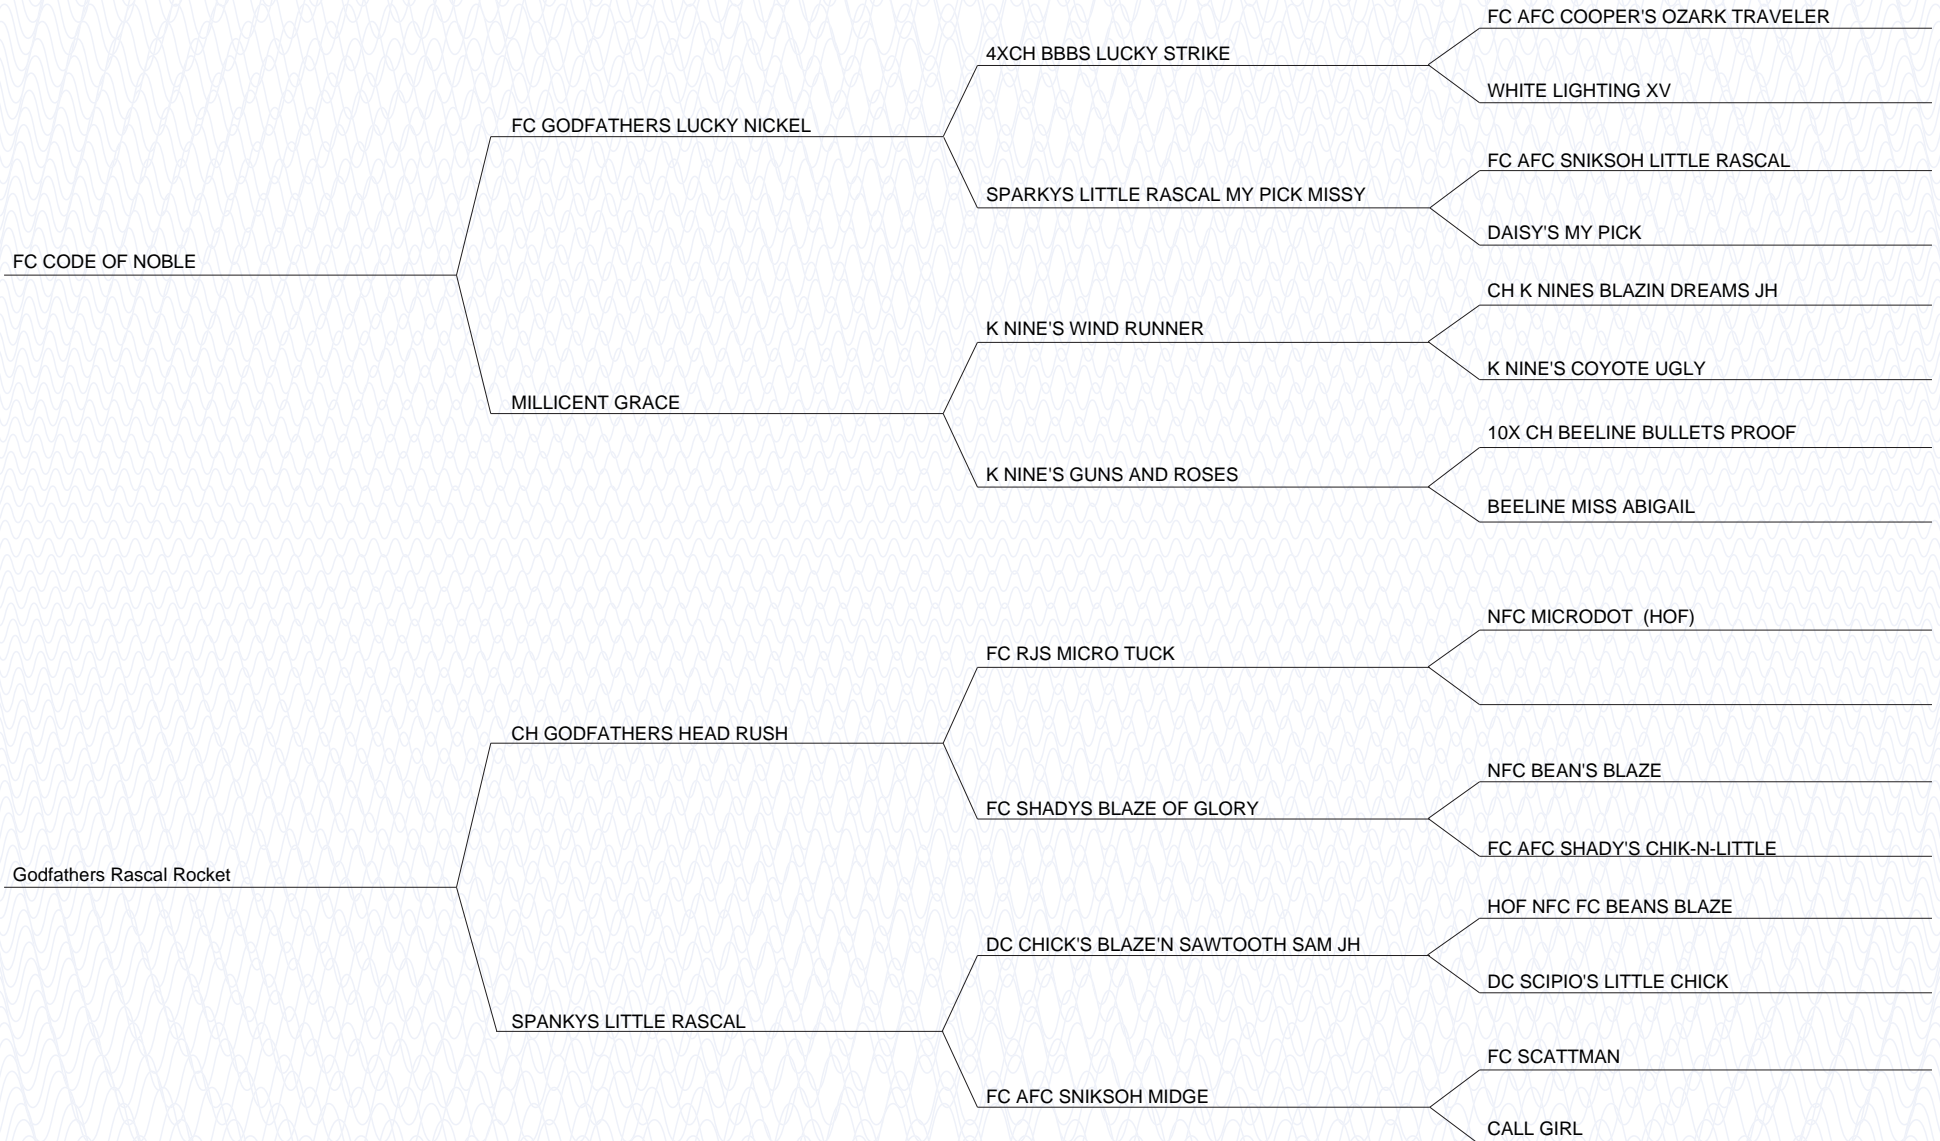 FC AFC COOPER'S OZARK TRAVELER
4XCH BBBS LUCKY STRIKE
WHITE LIGHTING XV
FC GODFATHERS LUCKY NICKEL
FC AFC SNIKSOH LITTLE RASCAL
SPARKYS LITTLE RASCAL MY PICK MISSY
DAISY'S MY PICK
FC CODE OF NOBLE
CH K NINES BLAZIN DREAMS JH
K NINE'S WIND RUNNER
K NINE'S COYOTE UGLY
MILLICENT GRACE
10X CH BEELINE BULLETS PROOF
K NINE'S GUNS AND ROSES
BEELINE MISS ABIGAIL
NFC MICRODOT  (HOF)
FC RJS MICRO TUCK
CH GODFATHERS HEAD RUSH
NFC BEAN'S BLAZE
FC SHADYS BLAZE OF GLORY
FC AFC SHADY'S CHIK-N-LITTLE
Godfathers Rascal Rocket
HOF NFC FC BEANS BLAZE
DC CHICK'S BLAZE'N SAWTOOTH SAM JH
DC SCIPIO'S LITTLE CHICK
SPANKYS LITTLE RASCAL
FC SCATTMAN
FC AFC SNIKSOH MIDGE
CALL GIRL